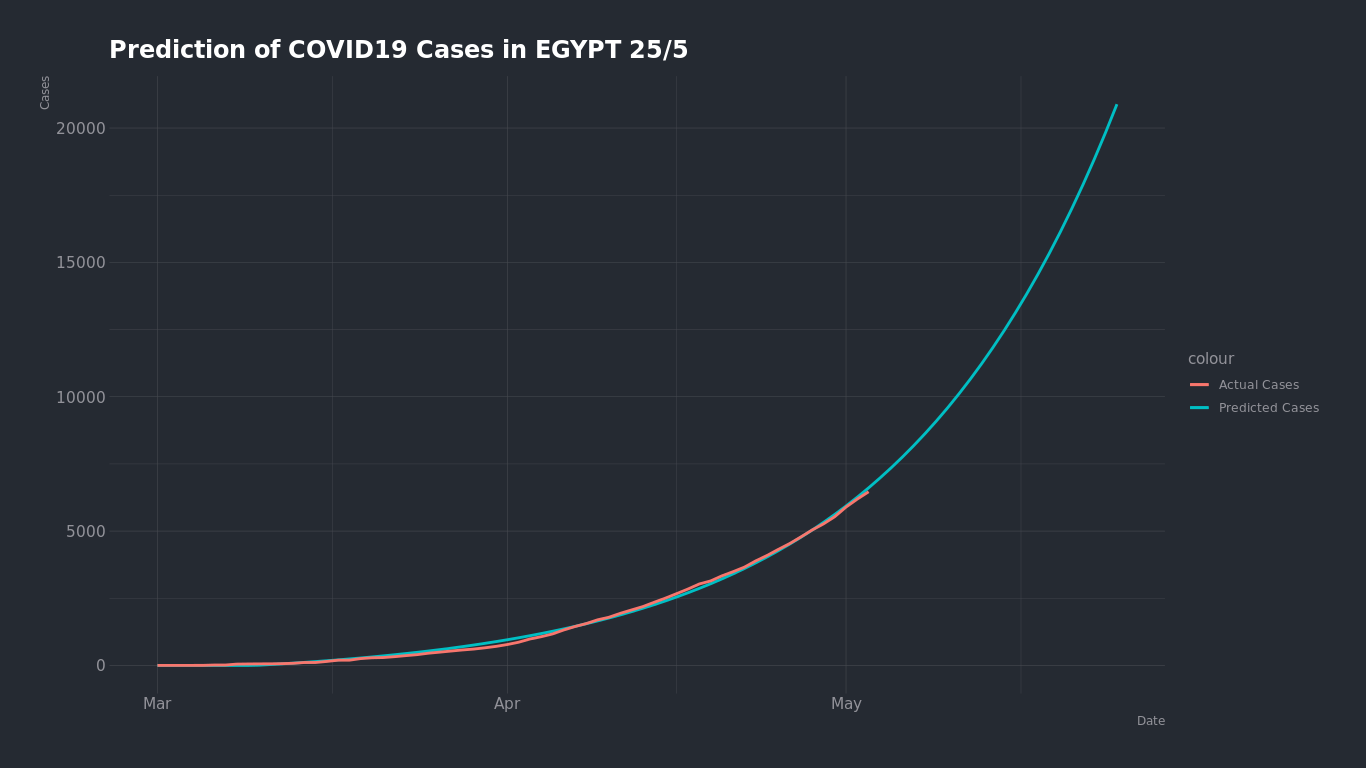 Prediction of COVID19 Cases in EGYPT 25/5
Cases
20000
15000
10000
5000
0
Mar
Apr
May
Date
colour
Actual Cases
Predicted Cases